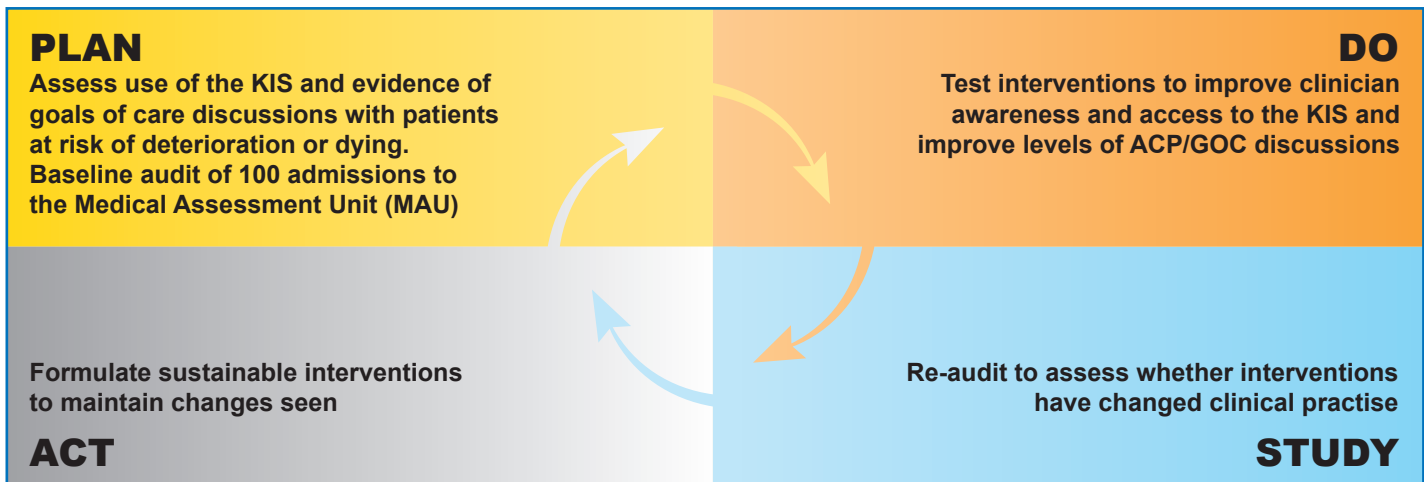 PLAN
Assess use of the KIS and evidence of
goals of care discussions with patients
at risk of deterioration or dying.
Baseline audit of 100 admissions to
the Medical Assessment Unit (MAU)
DO
Test interventions to improve clinician
awareness and access to the KIS and
improve levels of ACP/GOC discussions
Formulate sustainable interventions
to maintain changes seen
ACT
Re-audit to assess whether interventions
have changed clinical practise
STUDY